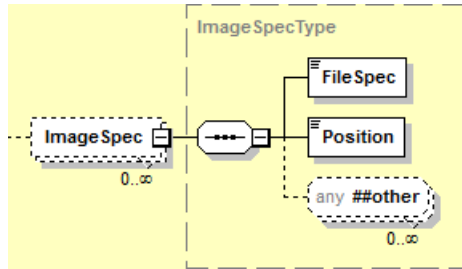 ImageSpecType
FileSpec
ImageSpec
Position
0..∞
any ##other
0..∞